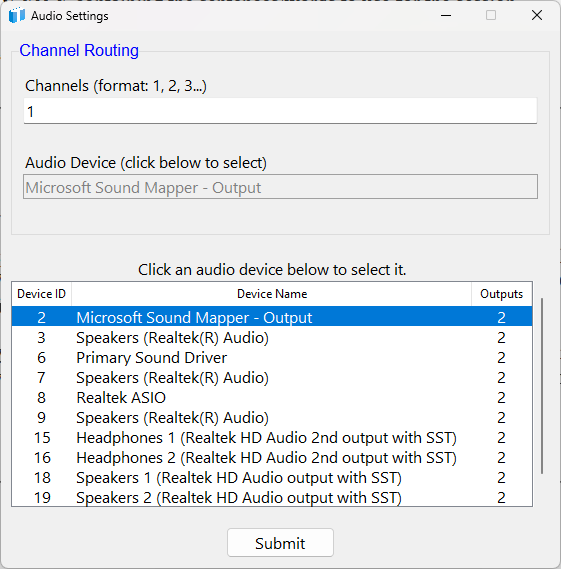 Audio Settings
Channel Routing
Channels (format: 1, 2, 3...)
1
Audio Device (click below to select)
Microsoft Sound Mapper - Output
Click an audio device below to select it.
Device ID Device Name Outputs
2 Microsoft Sound Mapper - Output 2
3 Speakers (Realtek(R) Audio) 2
6 Primary Sound Driver 2
7 Speakers (Realtek(R) Audio) 2
8 Realtek ASIO 2
9 Speakers (Realtek(R) Audio) 2
15 Headphones 1 (Realtek HD Audio 2nd output with SST) 2
16 Headphones 2 (Realtek HD Audio 2nd output with SST) 2
18 Speakers 1 (Realtek HD Audio output with SST) 2
19 Speakers 2 (Realtek HD Audio output with SST) 2
Submit